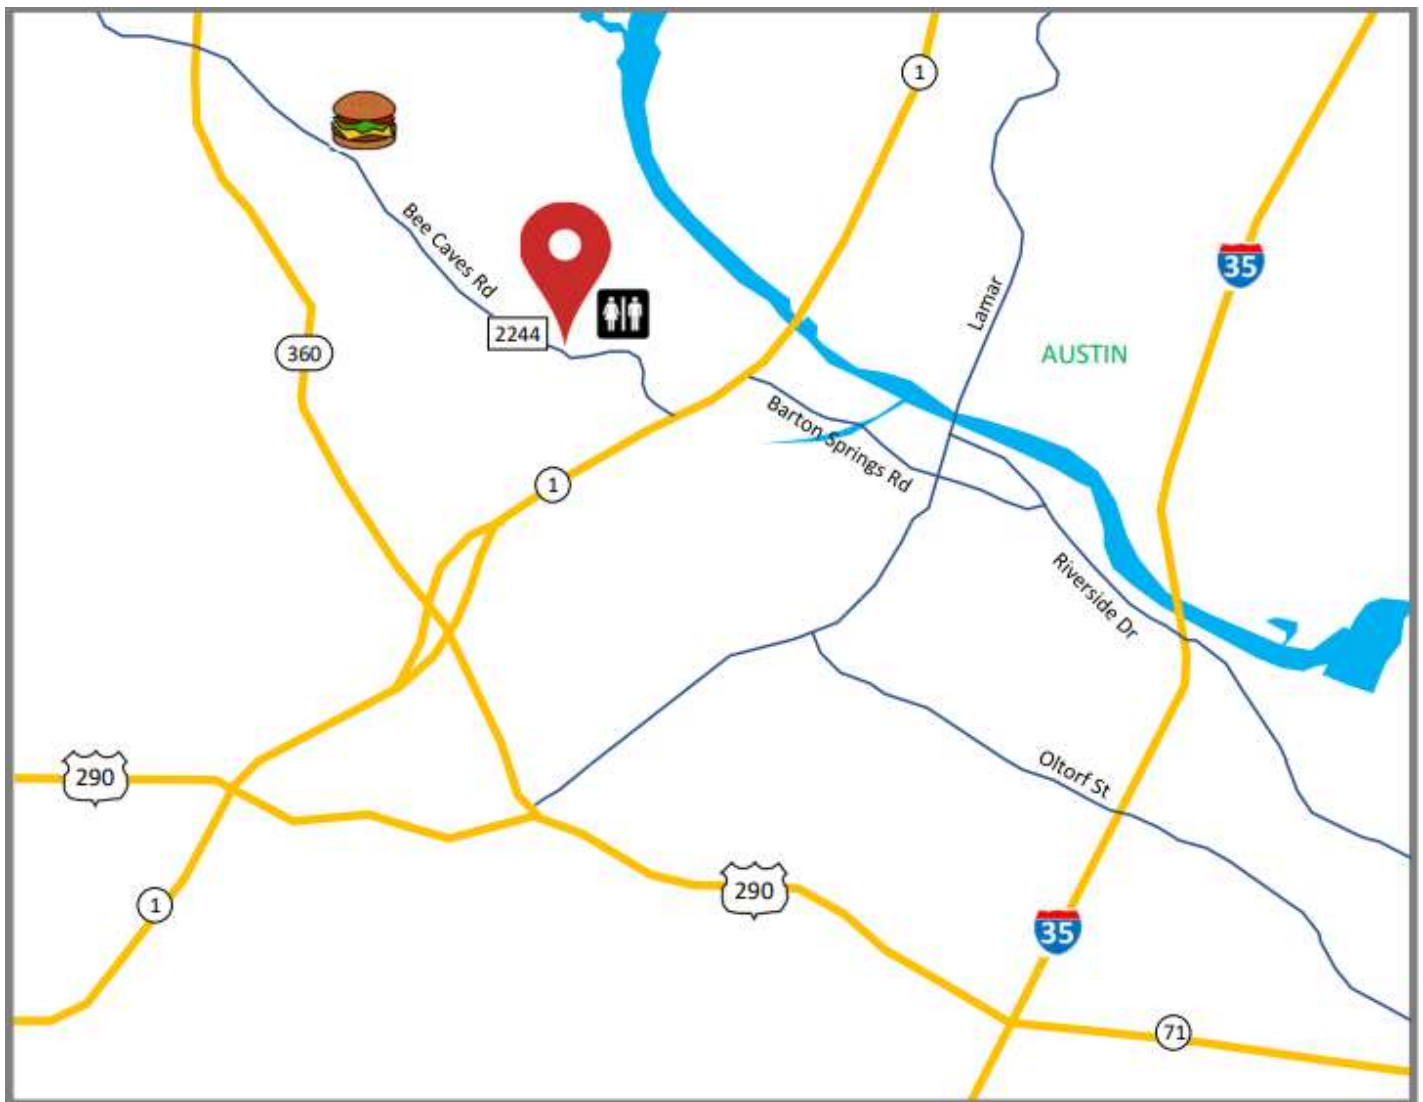 1
35
Bee Caves Rd
Lamar
2244
360
AUSTIN
Barton Springs Rd
1
Riverside Dr
290
Oltorf St
290
1
35
71